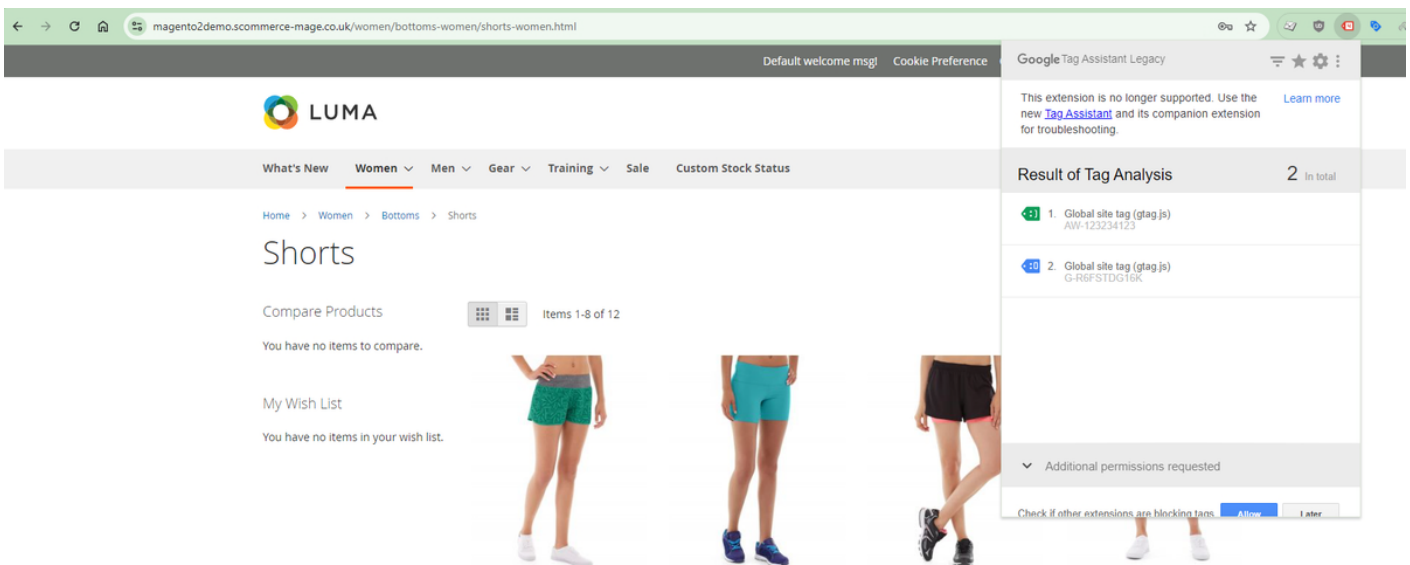 magento2demo.scommerce-mage.co.uk/women/bottoms-women/shorts-women.html
Default welcome msg! Cookie Preference
LUMA
What's New Women Men Gear Training Sale Custom Stock Status
Home > Women > Bottoms > Shorts
Shorts
Compare Products
Items 1-8 of 12
You have no items to compare.
My Wish List
You have no items in your wish list.
Google Tag Assistant Legacy
This extension is no longer supported. Use the
new Tag Assistant and its companion extension
for troubleshooting.
Learn more
Result of Tag Analysis
2 In total
1. Global site tag (gtag.js)
AW-123234123
2. Global site tag (gtag.js)
G-R6FSTDG16K
Additional permissions requested
Check if other extensions are blocking tags
Allow
Later